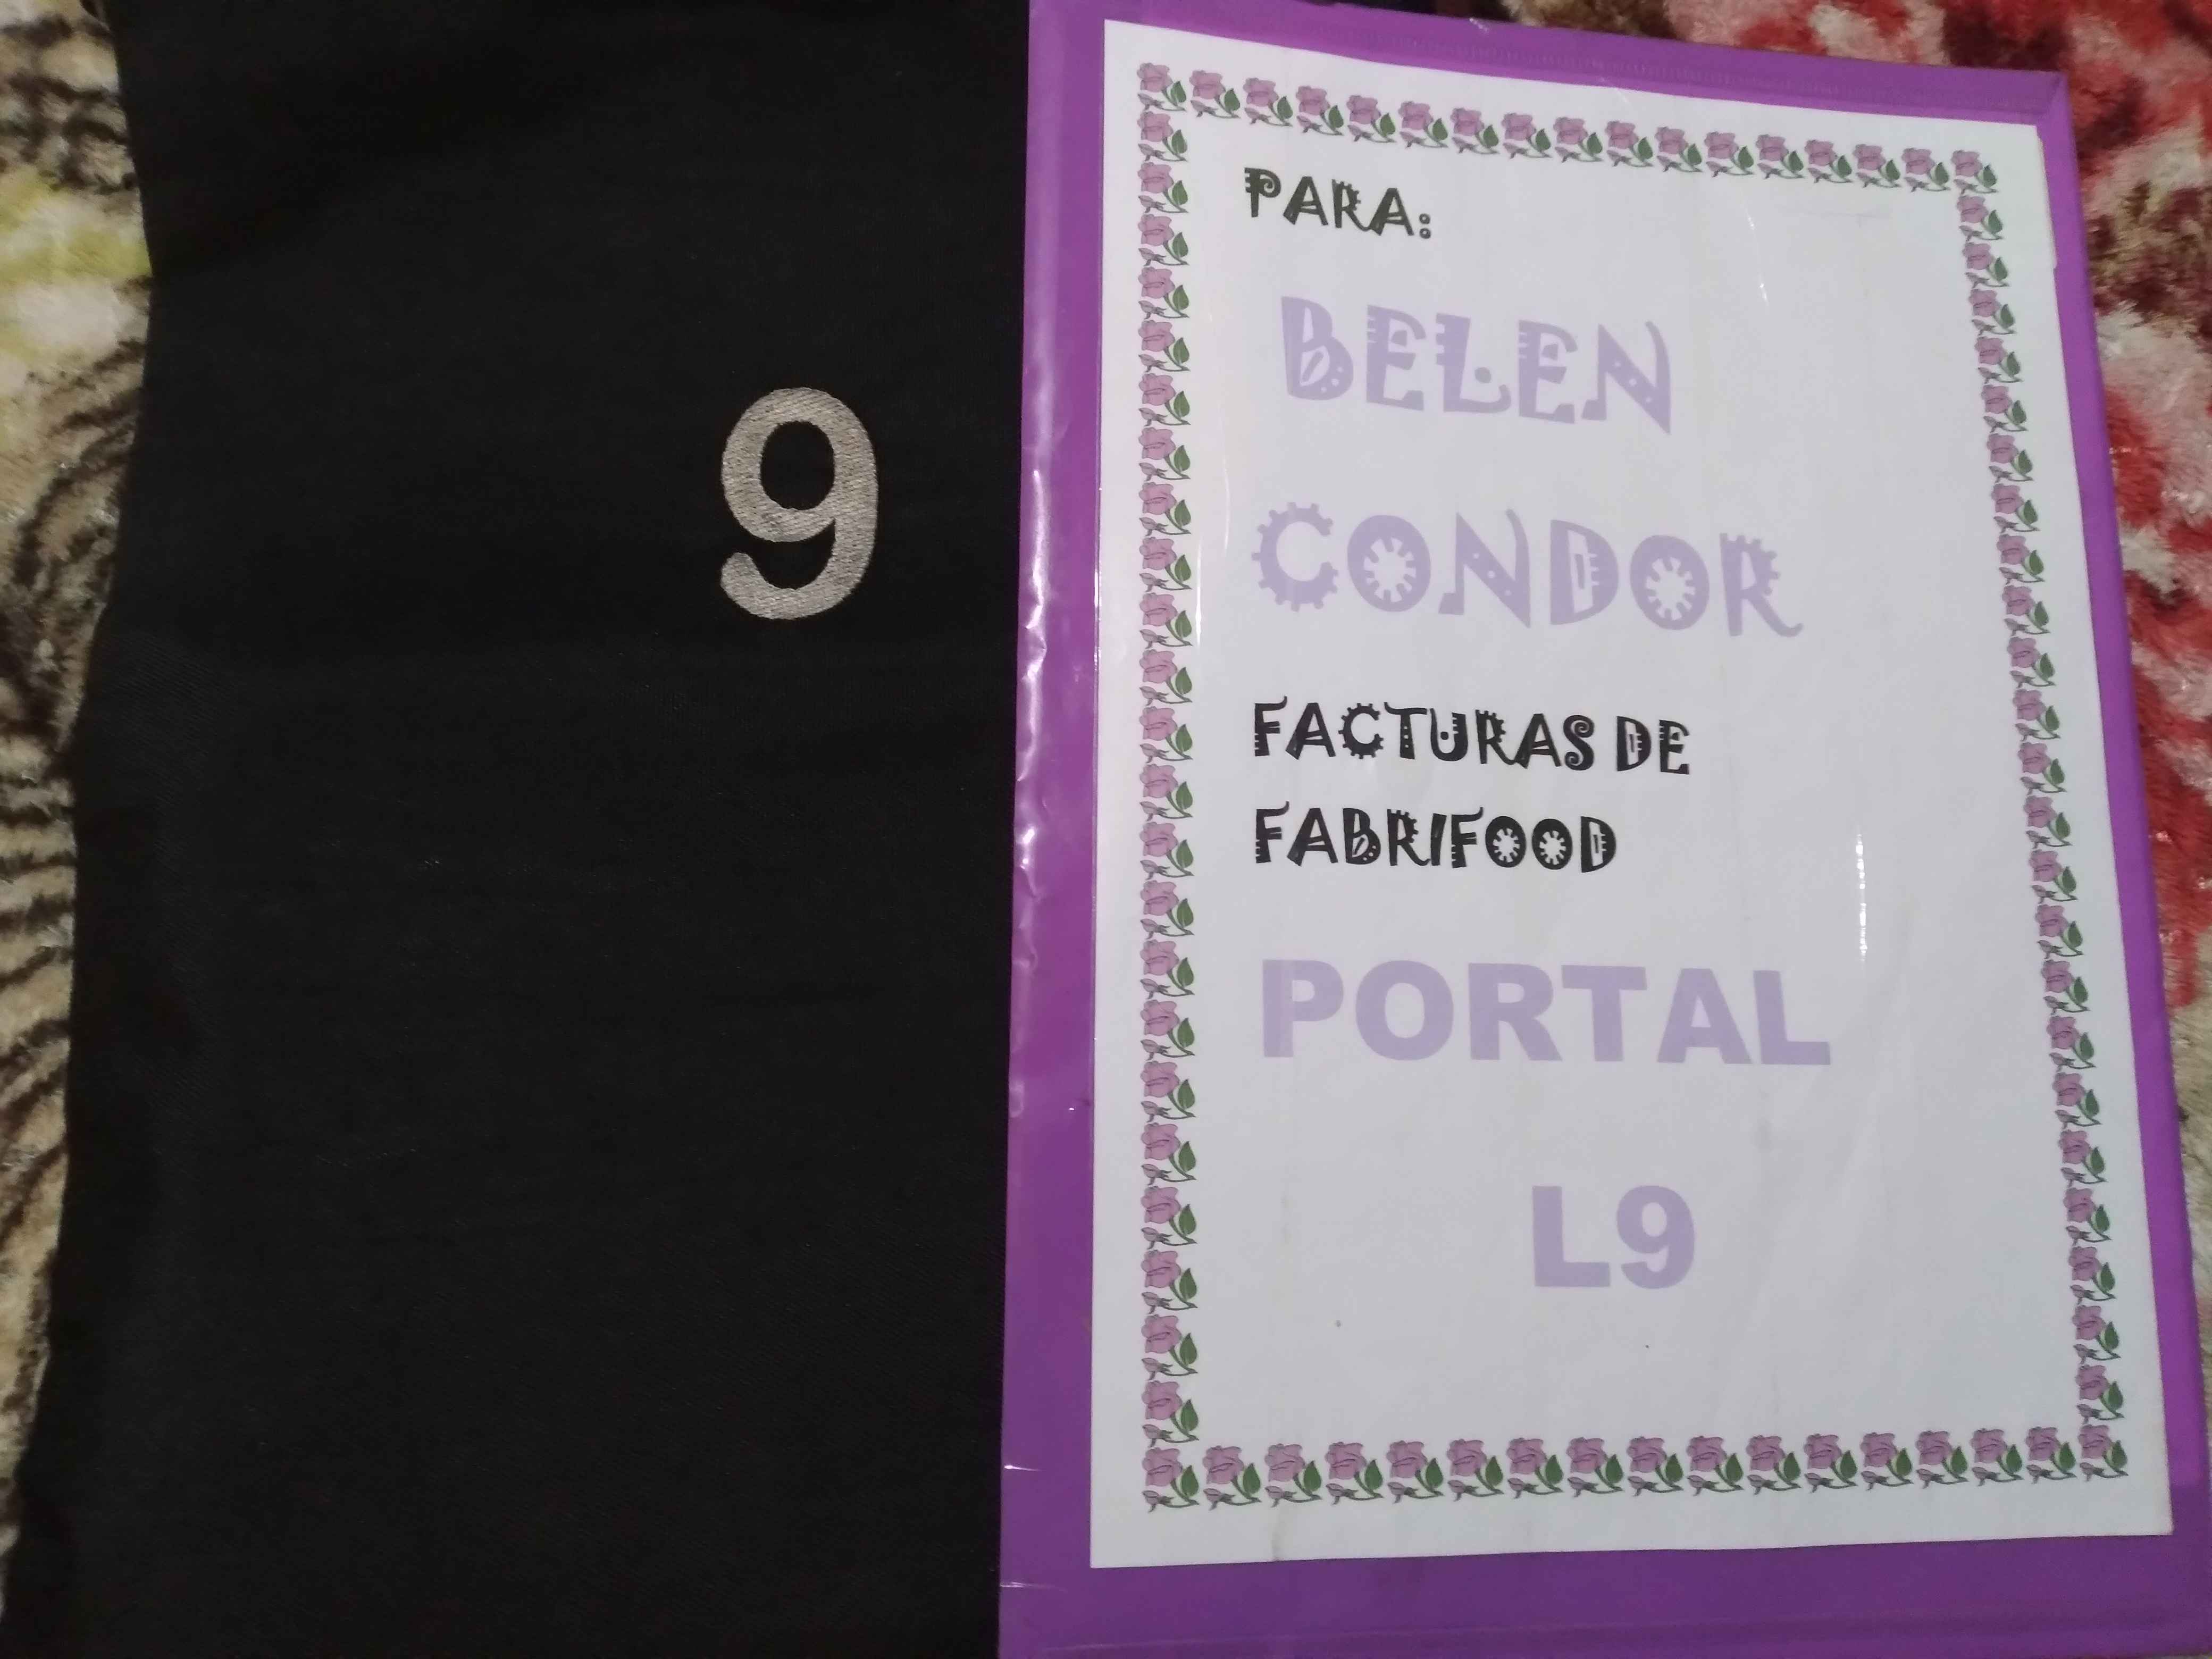 9
PARA:
BELEN
CONDOR
FACTURAS DE
FABRIFOOD
PORTAL
L9